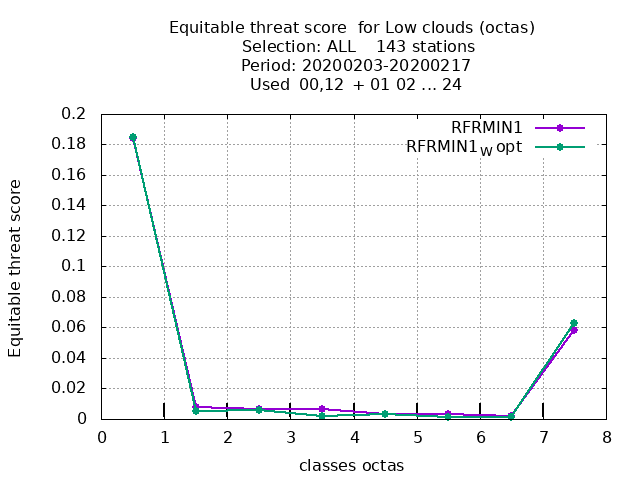 Equitable threat score for Low clouds (octas)
Selection: ALL 143 stations
Period: 20200203-20200217
Used 00,12 + 01 02 ... 24
RFRMIN1
RFRMIN1W opt
0.2
0.18
0.16
0.14
0.12
0.1
0.08
0.06
0.04
0.02
0
Equitable threat score
0 1 2 3 4 5 6 7 8
classes octas